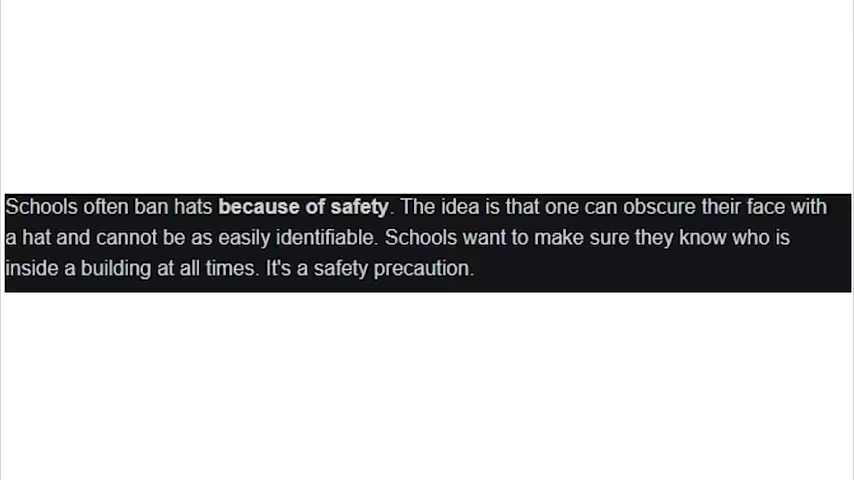 Schools often ban hats because of safety. The idea is that one can obscure their face with
a hat and cannot be as easily identifiable. Schools want to make sure they know who is
inside a building at all times. It's a safety precaution.